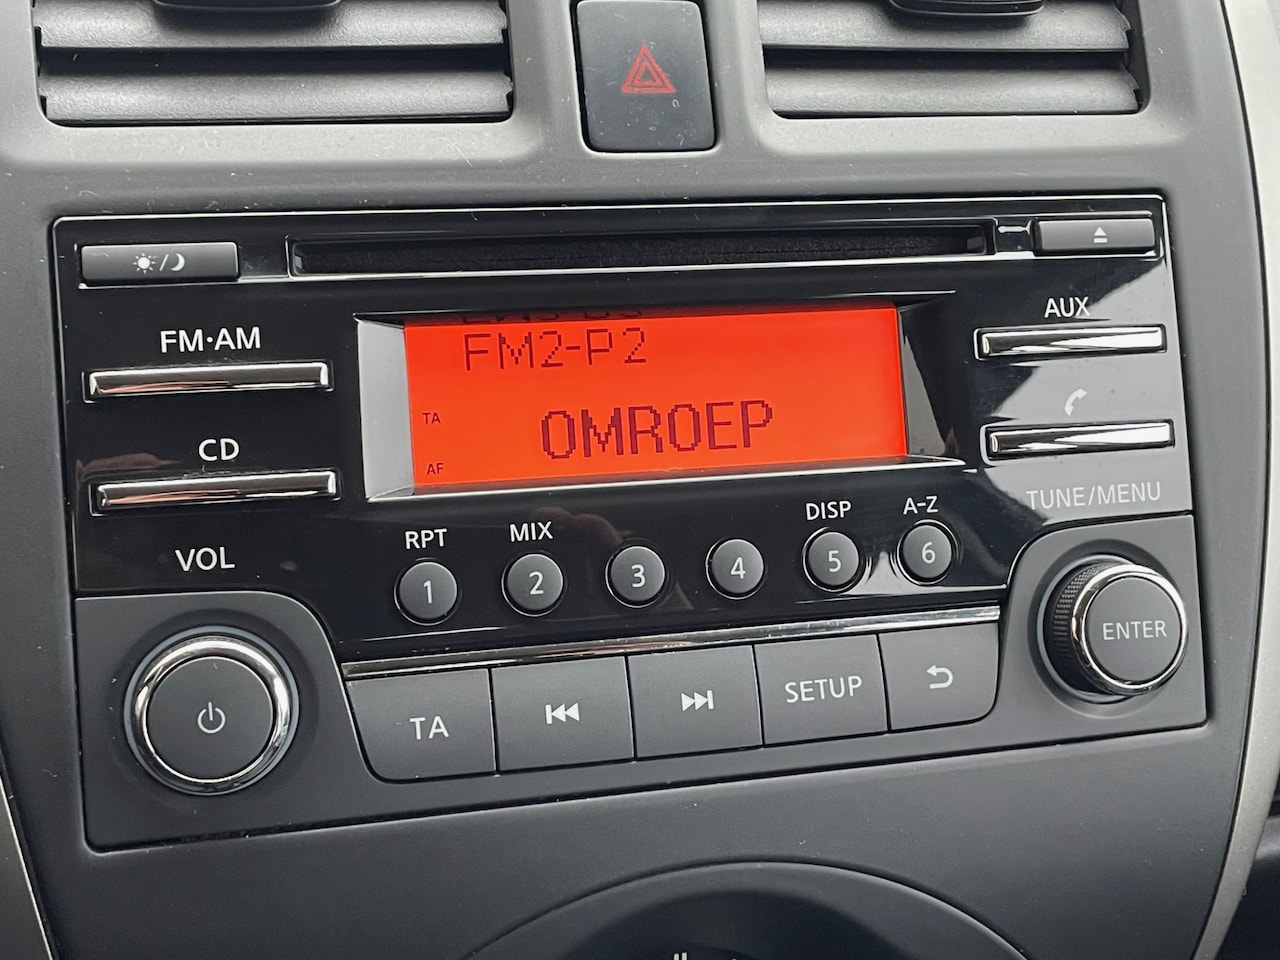 FM·AM
AUX
FM2-P2
TA
OMROEP
CD
AF
TUNE/MENU
VOL
RPT
MIX
DISP
A-Z
1
2
3
4
5
6
ENTER
TA
SETUP